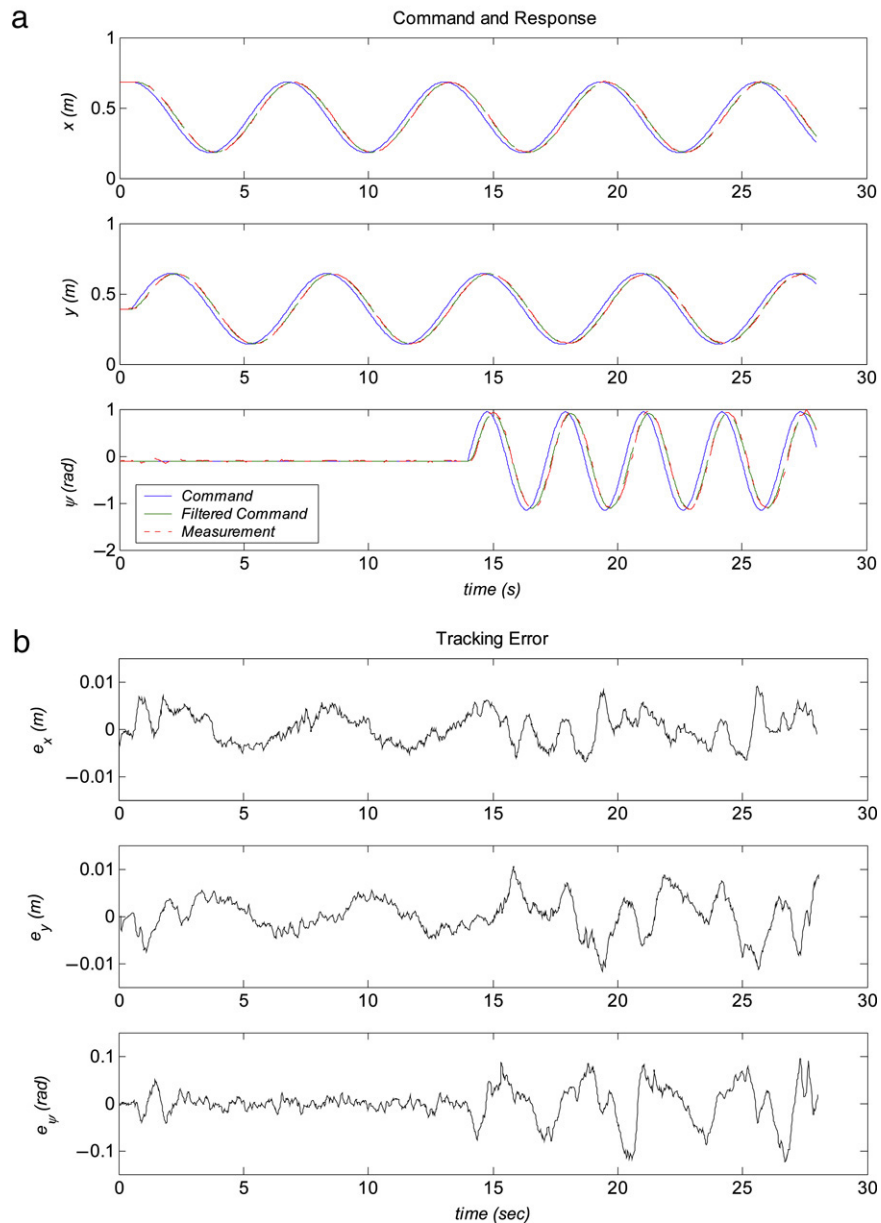 a
Command and Response
1
0.5
0
x (m)
0 5 10 15 20 25 30
1
0.5
0
y (m)
0 5 10 15 20 25 30
1
0
−1
−2
ψ (rad)
Command
Filtered Command
Measurement
0 5 10 15 20 25 30
time (s)
b
Tracking Error
0.01
0
−0.01
e_x (m)
0 5 10 15 20 25 30
0.01
0
−0.01
e_y (m)
0 5 10 15 20 25 30
0.1
0
−0.1
e_ψ (rad)
0 5 10 15 20 25 30
time (sec)